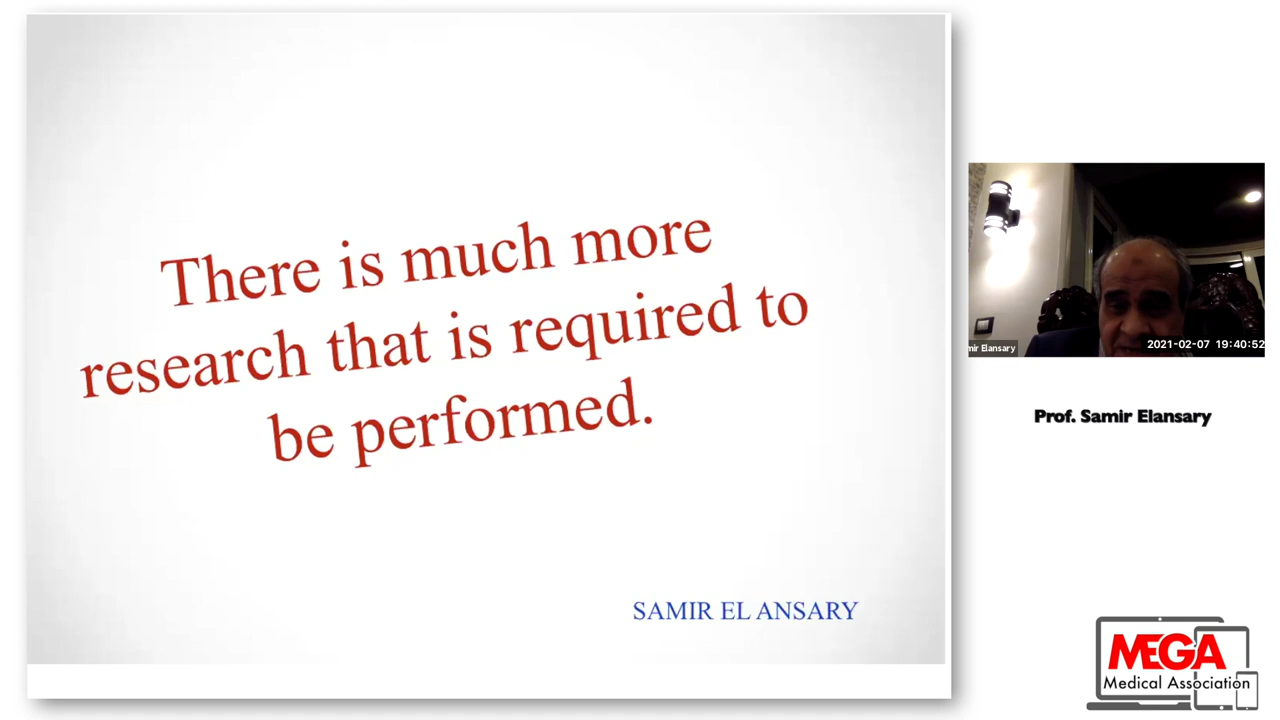 There is much more
research that is required to
be performed.
SAMIR EL ANSARY
mir Elansary
2021-02-07 19:40:52
Prof. Samir Elansary
MEGA
Medical Association